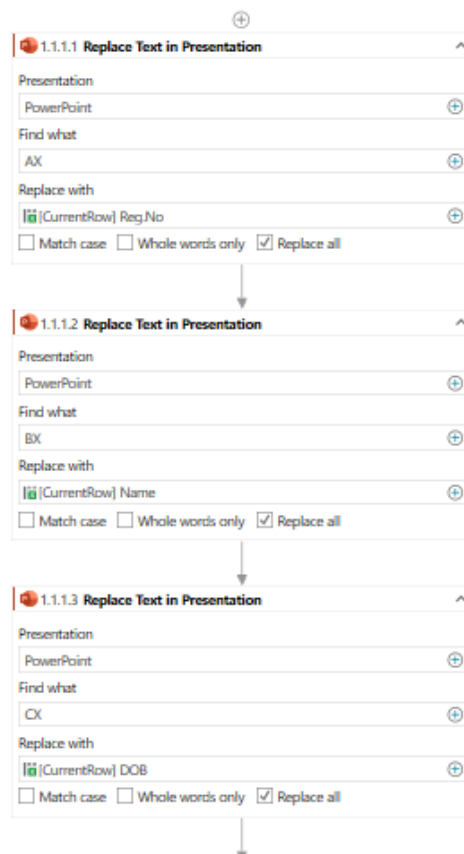 1.1.1.1 Replace Text in Presentation
Presentation
PowerPoint
Find what
AX
Replace with
[CurrentRow] Reg.No
Match case Whole words only Replace all
1.1.1.2 Replace Text in Presentation
Presentation
PowerPoint
Find what
BX
Replace with
[CurrentRow] Name
Match case Whole words only Replace all
1.1.1.3 Replace Text in Presentation
Presentation
PowerPoint
Find what
CX
Replace with
[CurrentRow] DOB
Match case Whole words only Replace all